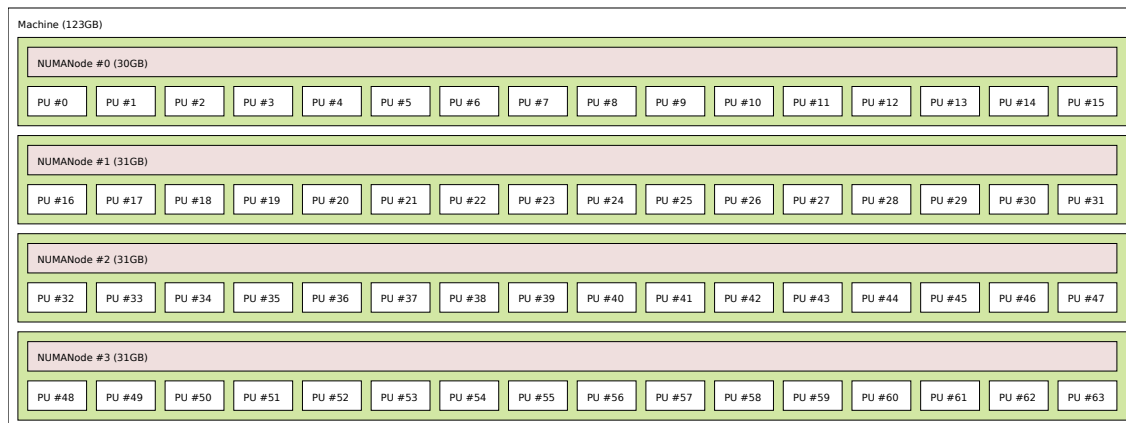 Machine (123GB)
NUMANode #0 (30GB)
PU #0 PU #1 PU #2 PU #3 PU #4 PU #5 PU #6 PU #7 PU #8 PU #9 PU #10 PU #11 PU #12 PU #13 PU #14 PU #15
NUMANode #1 (31GB)
PU #16 PU #17 PU #18 PU #19 PU #20 PU #21 PU #22 PU #23 PU #24 PU #25 PU #26 PU #27 PU #28 PU #29 PU #30 PU #31
NUMANode #2 (31GB)
PU #32 PU #33 PU #34 PU #35 PU #36 PU #37 PU #38 PU #39 PU #40 PU #41 PU #42 PU #43 PU #44 PU #45 PU #46 PU #47
NUMANode #3 (31GB)
PU #48 PU #49 PU #50 PU #51 PU #52 PU #53 PU #54 PU #55 PU #56 PU #57 PU #58 PU #59 PU #60 PU #61 PU #62 PU #63